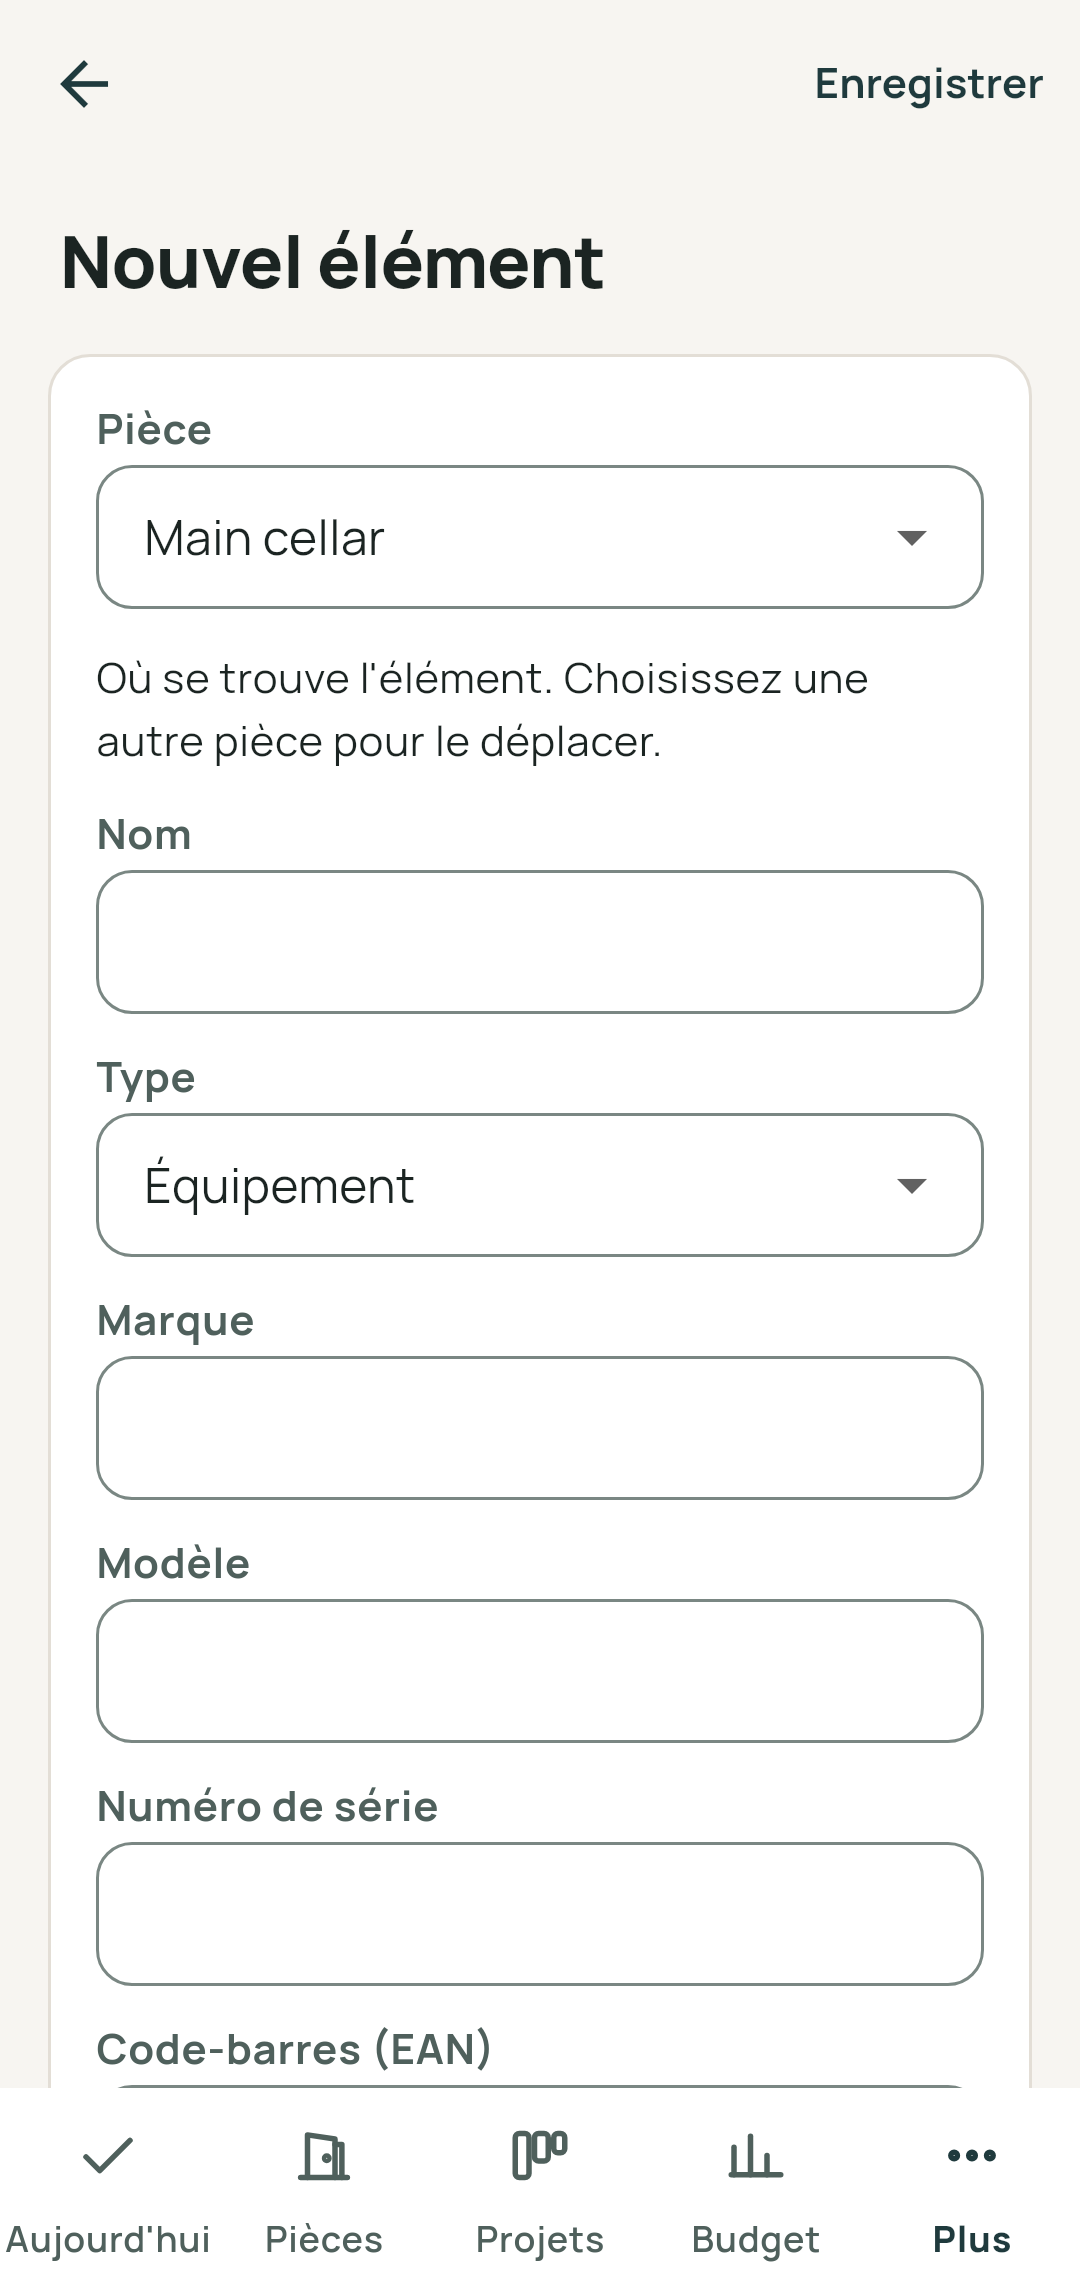 Enregistrer
Nouvel élément
Pièce
Main cellar
Où se trouve l'élément. Choisissez une
autre pièce pour le déplacer.
Nom
Type
Équipement
Marque
Modèle
Numéro de série
Code-barres (EAN)
Aujourd'hui
Pièces
Projets
Budget
Plus